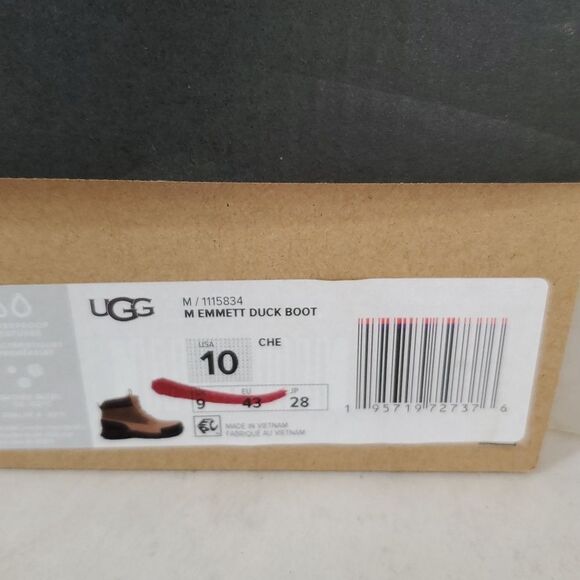 UGG
M / 1115834
M EMMETT DUCK BOOT
USA
10
CHE
EU
JP
9
43
28
MADE IN VIETNAM
FABRIQUÉ AU VIETNAM
1 95719 72737 6